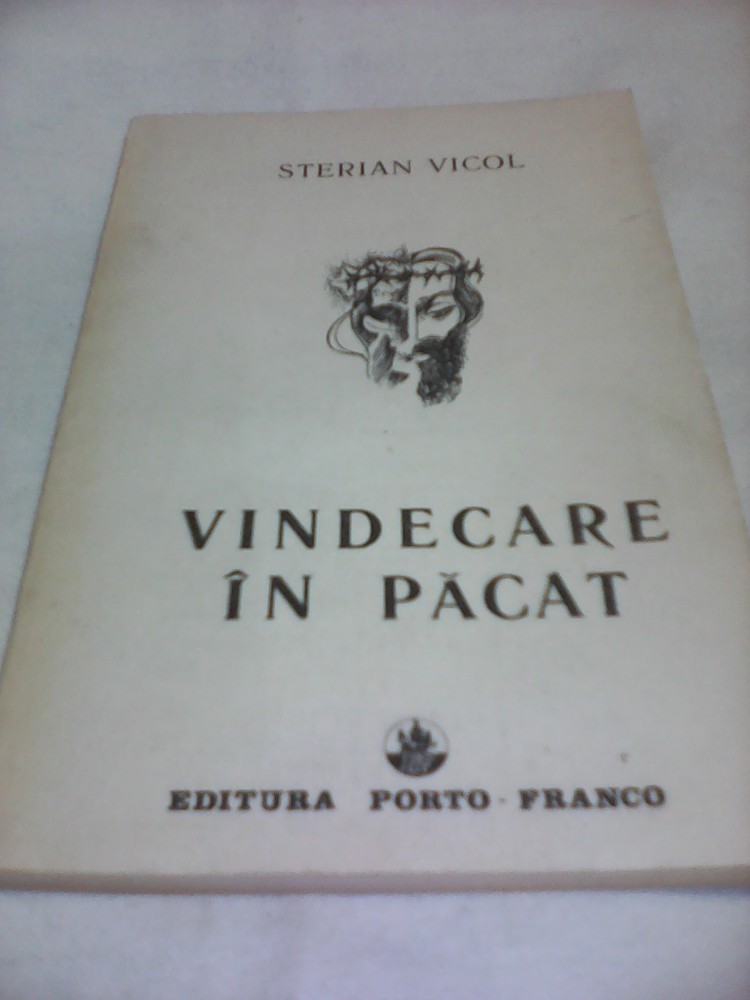 STERIAN VICOL
VINDECARE
ÎN PĂCAT
EDITURA PORTO - FRANCO